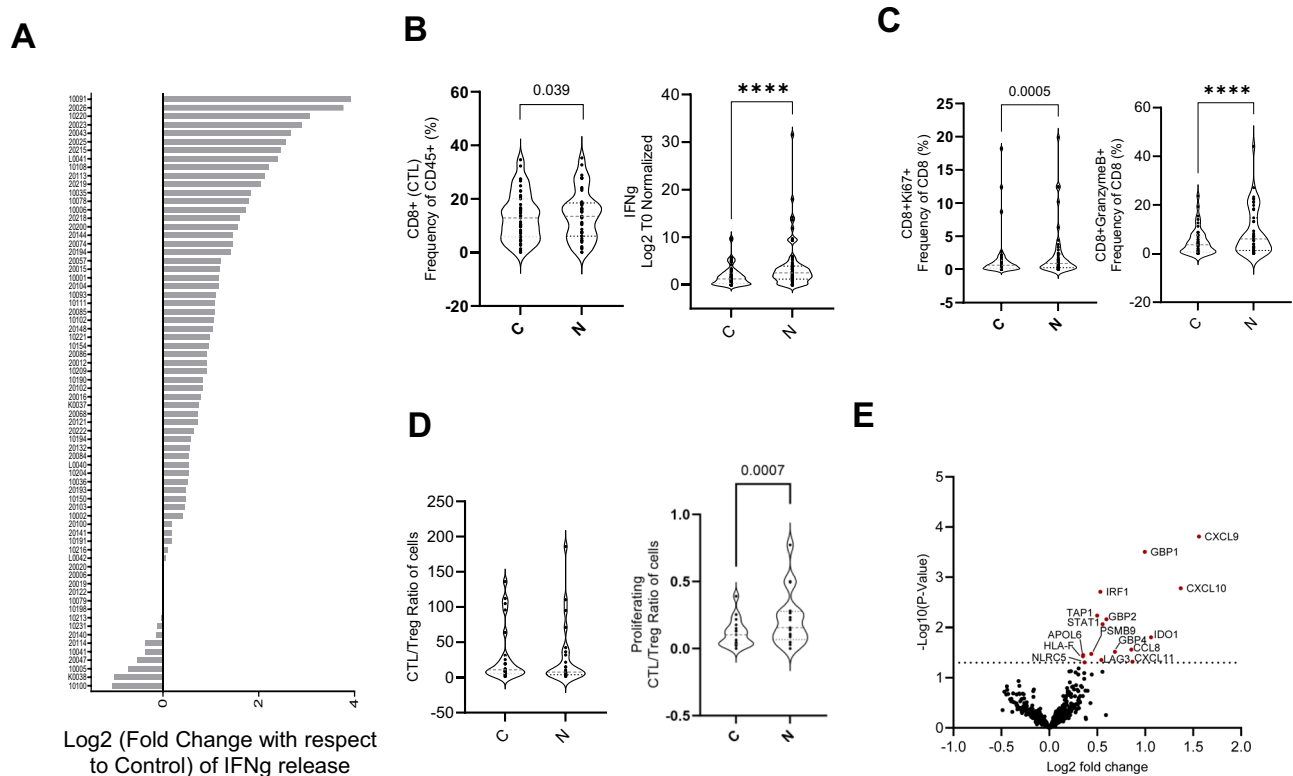 A
10091
20026
10220
20023
20043
20025
20215
L0041
10108
20113
20219
10035
10078
10006
20218
20200
20144
20074
20194
20057
20015
10001
20104
10093
10111
20085
10102
20148
10221
10154
20086
20012
10209
10190
20102
20016
K0037
20068
20121
20222
10194
20132
20084
L0040
10204
10036
20193
20150
20103
10002
20100
20141
10191
10216
L0042
20020
20006
20019
20122
10079
10198
10213
10231
20140
20114
10041
20047
10005
K0038
10100
0
2
4
Log2 (Fold Change with respect
to Control) of IFNg release
B
CD8+ (CTL)
Frequency of CD45+ (%)
60
40
20
0
-20
0.039
C
N
IFNg
Log2 T0 Normalized
40
30
20
10
0
****
C
N
C
CD8+Ki67+
Frequency of CD8 (%)
25
20
15
10
5
0
-5
0.0005
C
N
CD8+GranzymeB+
Frequency of CD8 (%)
60
40
20
0
-20
****
C
N
D
CTL/Treg Ratio of cells
250
200
150
100
50
0
-50
C
N
Proliferating
CTL/Treg Ratio of cells
1.0
0.5
0.0
-0.5
0.0007
C
N
E
-Log10(P-Value)
5
4
3
2
1
0
CXCL9
GBP1
CXCL10
IRF1
TAP1
GBP2
STAT1
PSMB9
IDO1
APOL6
GBP4
HLA-F
CCL8
NLRC5
LAG3
CXCL11
-1.0
-0.5
0.0
0.5
1.0
1.5
2.0
Log2 fold change